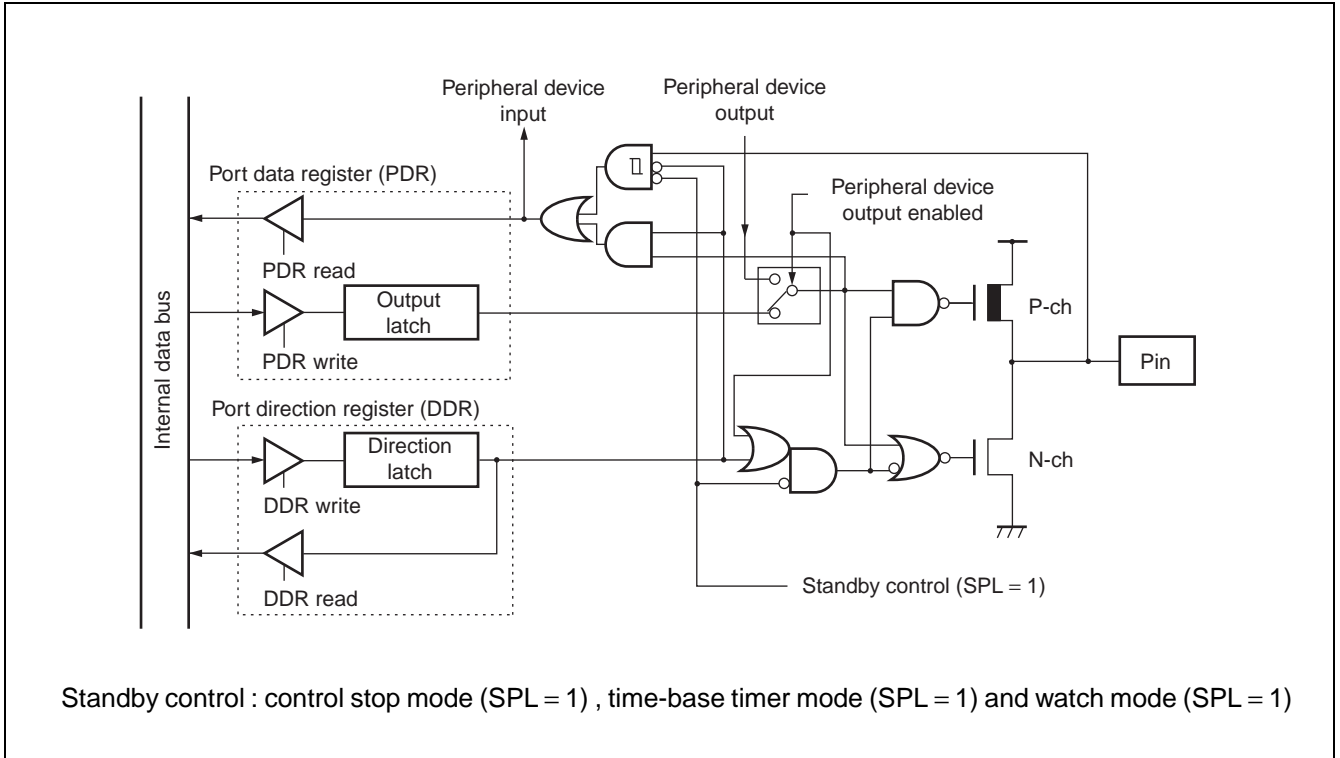 Peripheral device
input
Peripheral device
output
Port data register (PDR)
Peripheral device
output enabled
PDR read
Output
latch
P-ch
PDR write
Pin
Internal data bus
Port direction register (DDR)
Direction
latch
N-ch
DDR write
Standby control (SPL = 1)
DDR read
Standby control : control stop mode (SPL = 1) , time-base timer mode (SPL = 1) and watch mode (SPL = 1)